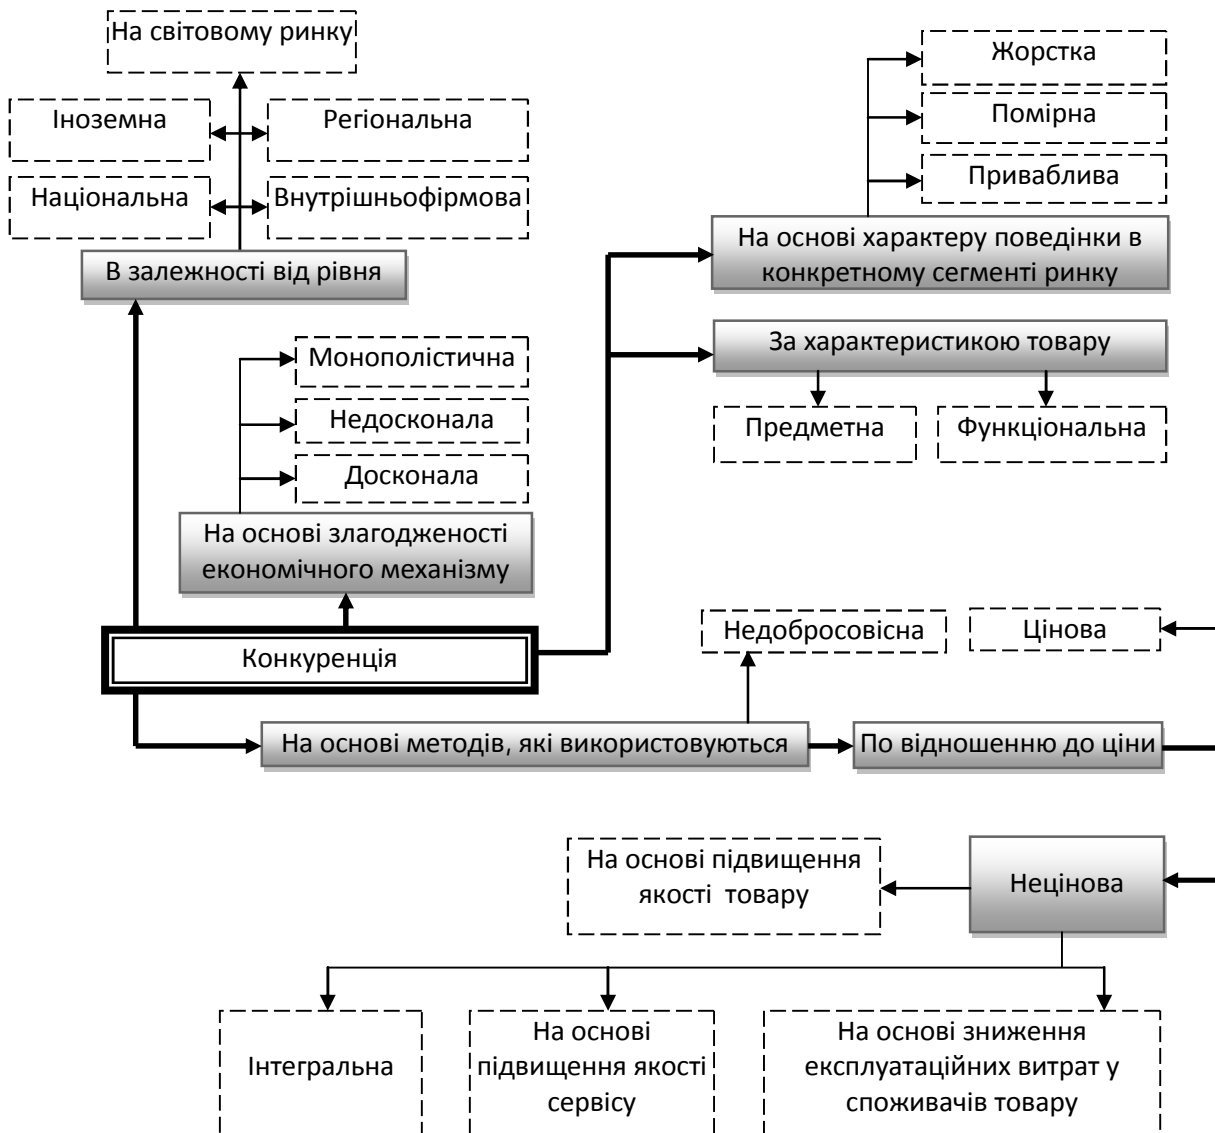 На світовому ринку
Іноземна
Регіональна
Національна
Внутрішньофірмова
В залежності від рівня
Жорстка
Помірна
Приваблива
На основі характеру поведінки в
конкретному сегменті ринку
За характеристикою товару
Предметна
Функціональна
Монополістична
Недосконала
Досконала
На основі злагодженості
економічного механізму
Конкуренція
Недобросовісна
Цінова
На основі методів, які використовуються
По відношенню до ціни
На основі підвищення
якості товару
Нецінова
Інтегральна
На основі
підвищення якості
сервісу
На основі зниження
експлуатаційних витрат у
споживачів товару